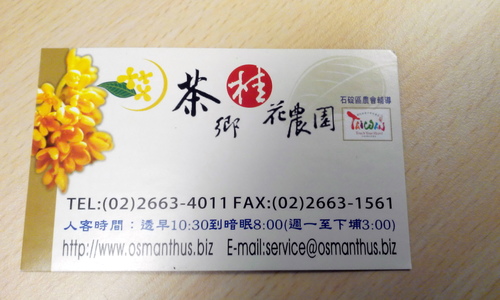 茶鄉桂花農園
石碇區農會輔導
TAIWAN
TEL:(02)2663-4011 FAX:(02)2663-1561
人客時間：透早10:30到暗眠8:00(週一至下埔3:00)
http://www.osmanthus.biz E-mail:service@osmanthus.biz